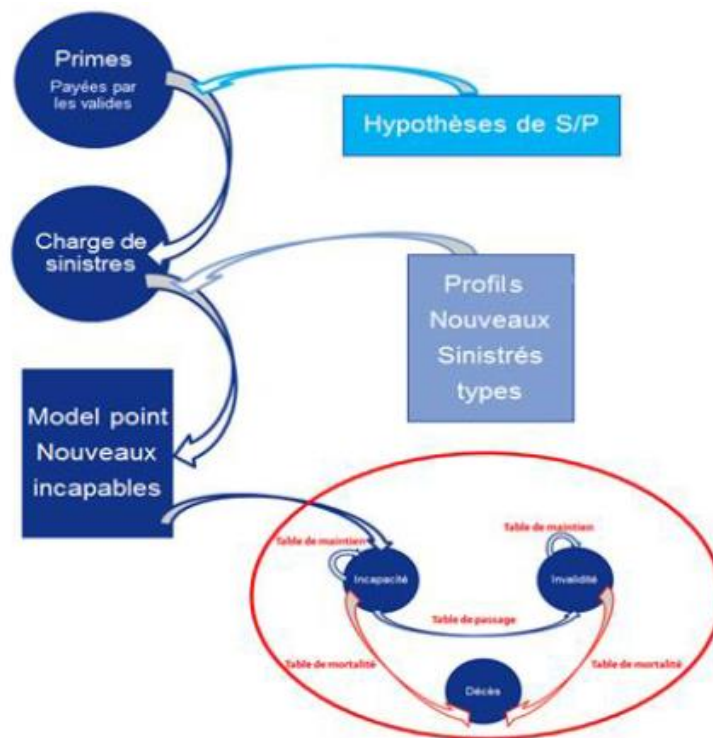 Primes
Payées par
les valides
Hypothèses de S/P
Charge de
sinistres
Profils
Nouveaux
Sinistrés
types
Model point
Nouveaux
incapables
Table de maintien
Table de maintien
Incapacité
Invalidité
Table de passage
Table de mortalité
Table de mortalité
Décès